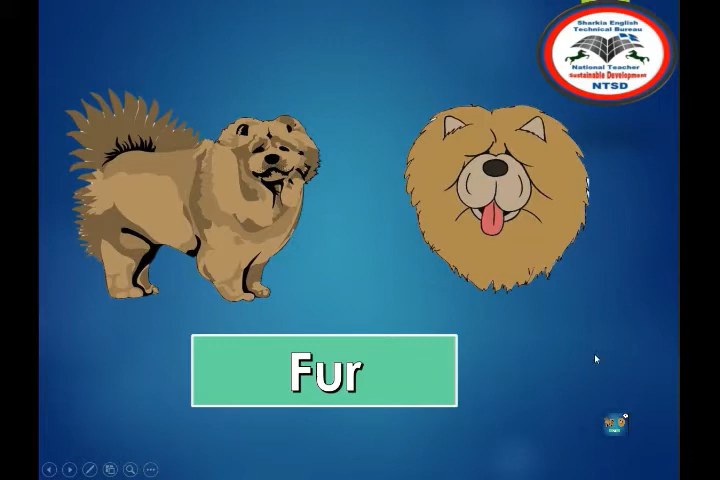 Sharkia English
Technical Bureau
National Teacher
Sustainable Development
NTSD
Fur